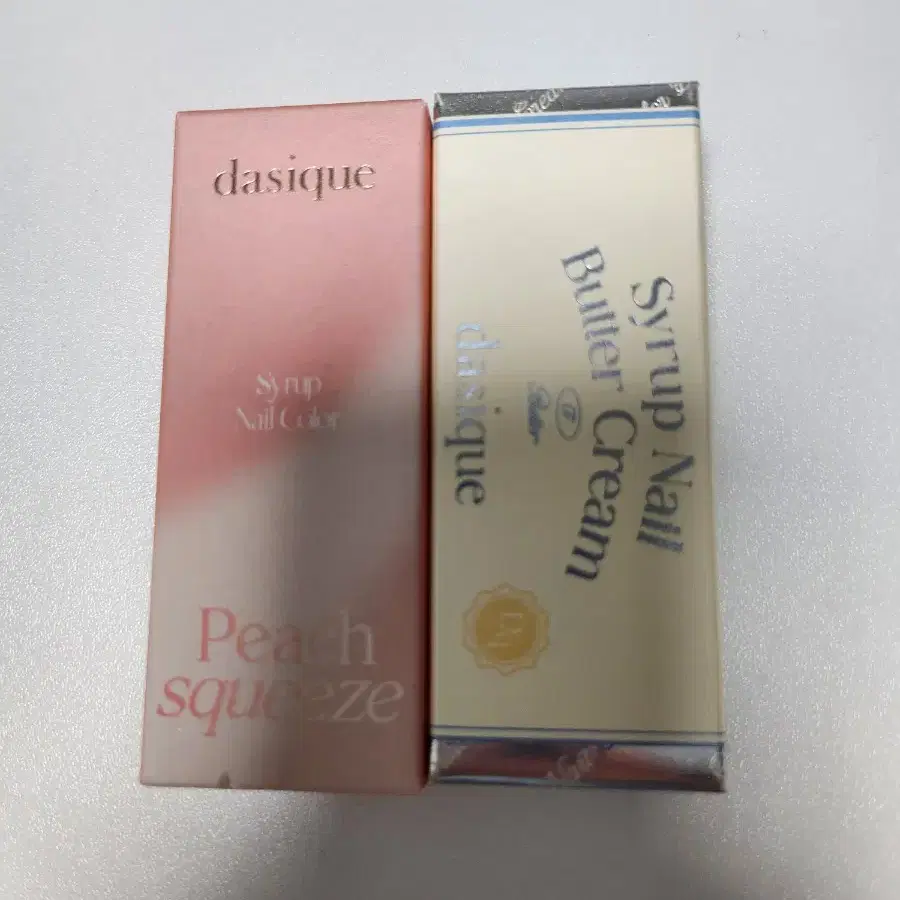 dasique
Syrup
Nail Color
Peach
squeeze
Syrup Nail
Butter Cream
dasique